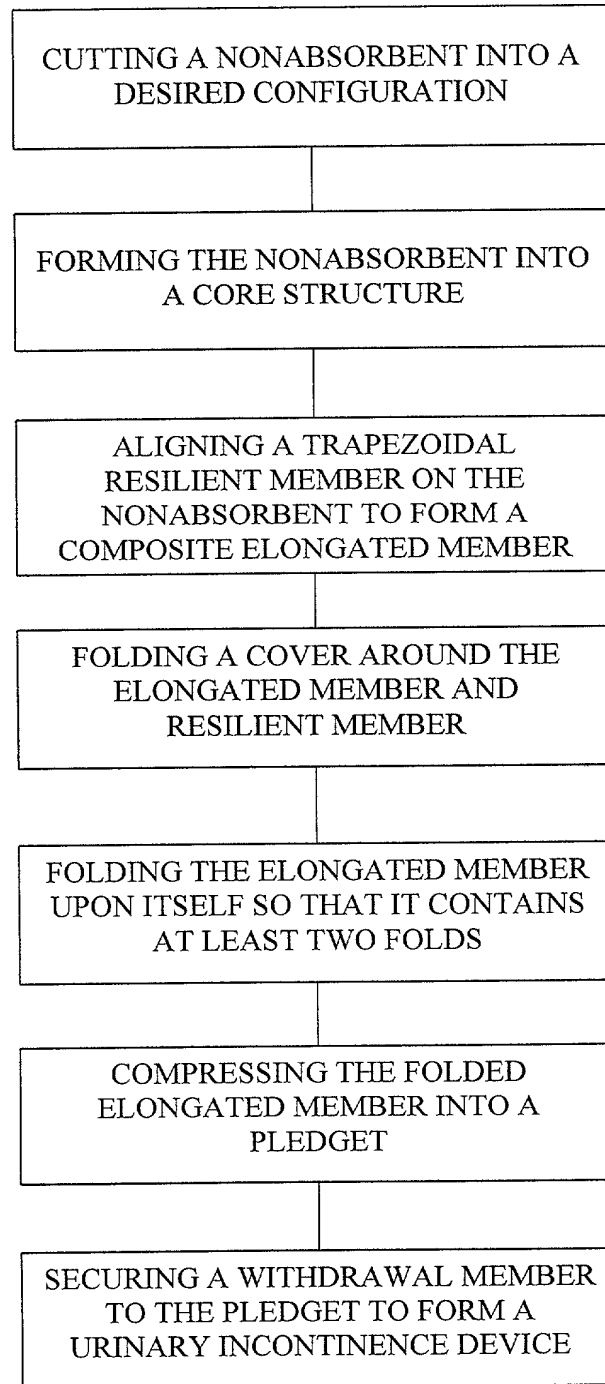 CUTTING A NONABSORBENT INTO A
DESIRED CONFIGURATION
FORMING THE NONABSORBENT INTO
A CORE STRUCTURE
ALIGNING A TRAPEZOIDAL
RESILIENT MEMBER ON THE
NONABSORBENT TO FORM A
COMPOSITE ELONGATED MEMBER
FOLDING A COVER AROUND THE
ELONGATED MEMBER AND
RESILIENT MEMBER
FOLDING THE ELONGATED MEMBER
UPON ITSELF SO THAT IT CONTAINS
AT LEAST TWO FOLDS
COMPRESSING THE FOLDED
ELONGATED MEMBER INTO A
PLEDGET
SECURING A WITHDRAWAL MEMBER
TO THE PLEDGET TO FORM A
URINARY INCONTINENCE DEVICE